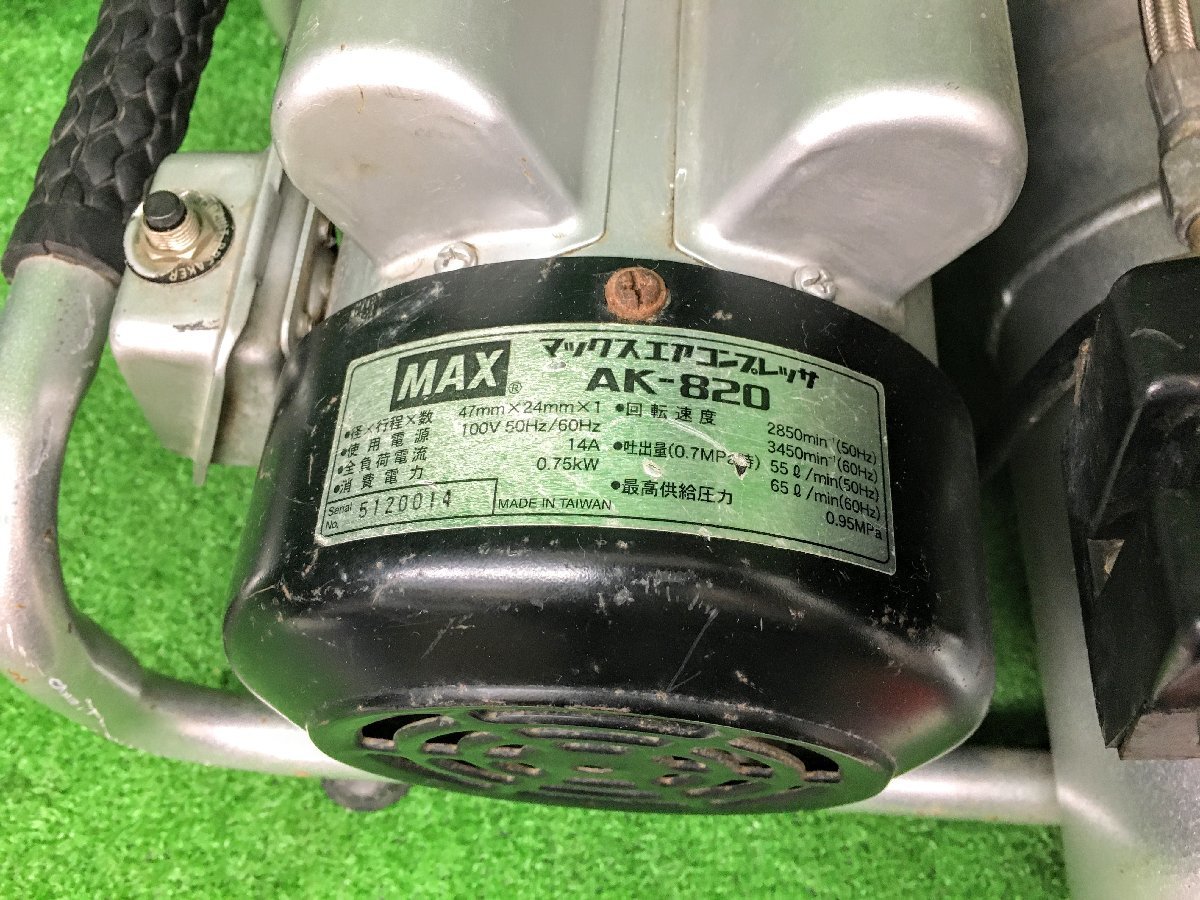 MAX® マックスエアコンプレッサ
AK-820
●径×行程×数 47mm×24mm×1
●使用電源 100V 50Hz/60Hz
●全負荷電流 14A
●消費電力 0.75kW
●回転速度 2850min⁻¹(50Hz)
3450min⁻¹(60Hz)
●吐出量(0.7MPa時) 55ℓ/min(50Hz)
65ℓ/min(60Hz)
●最高供給圧力 0.95MPa
Serial No. 5120014
MADE IN TAIWAN